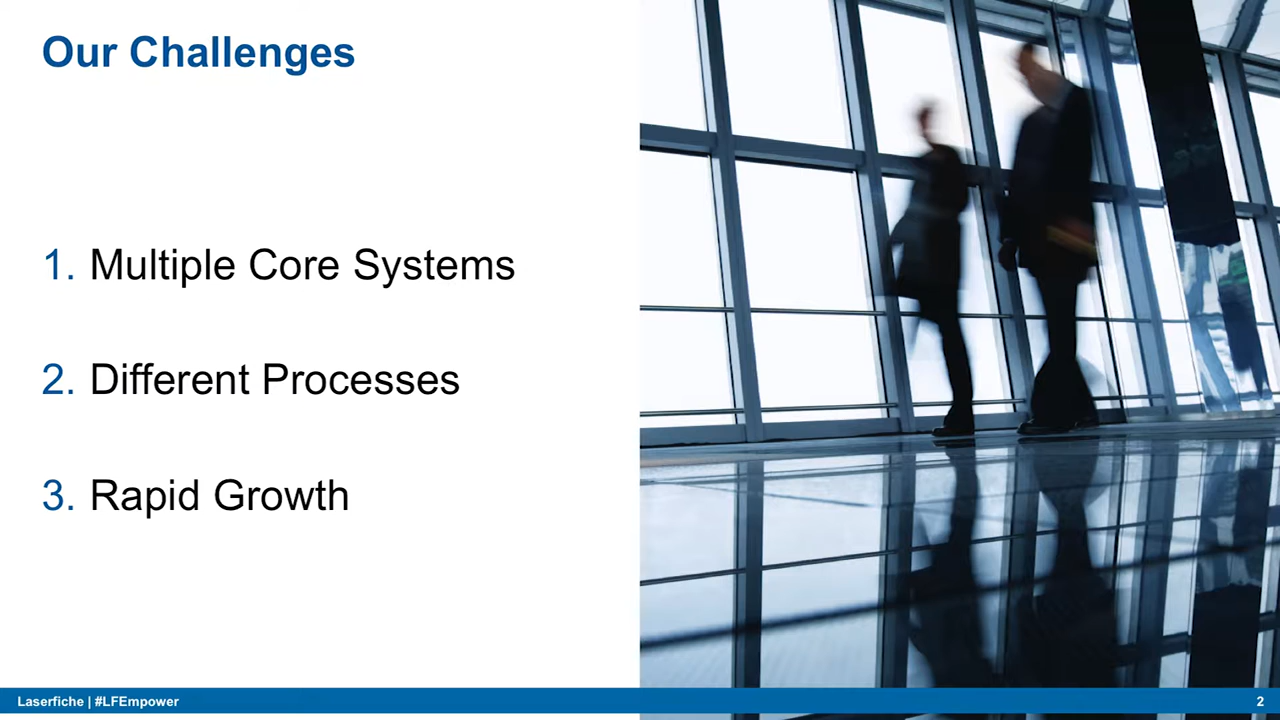 Our Challenges
1. Multiple Core Systems
2. Different Processes
3. Rapid Growth
Laserfiche | #LFEmpower
2